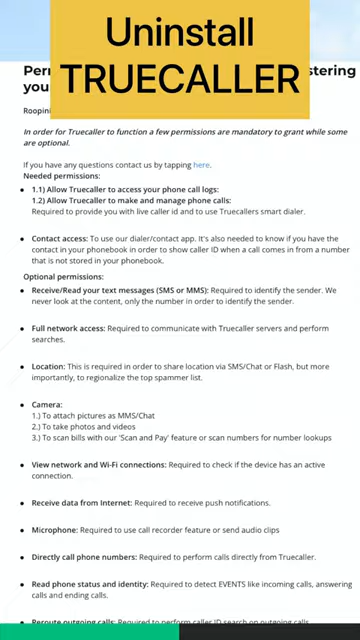 Uninstall
TRUECALLER
stering
you
In order for Truecaller to function a few permissions are mandatory to grant while some
are optional.
If you have any questions contact us by tapping here.
Needed permissions:
● 1.1) Allow Truecaller to access your phone call logs:
1.2) Allow Truecaller to make and manage phone calls:
Required to provide you with live caller id and to use Truecallers smart dialer.
● Contact access: To use our dialer/contact app. It's also needed to know if you have the
contact in your phonebook in order to show caller ID when a call comes in from a number
that is not stored in your phonebook.
Optional permissions:
● Receive/Read your text messages (SMS or MMS): Required to identify the sender. We
never look at the content, only the number in order to identify the sender.
● Full network access: Required to communicate with Truecaller servers and perform
searches.
● Location: This is required in order to share location via SMS/Chat or Flash, but more
importantly, to regionalize the top spammer list.
● Camera:
1.) To attach pictures as MMS/Chat
2.) To take photos and videos
3.) To scan bills with our 'Scan and Pay' feature or scan numbers for number lookups
● View network and Wi-Fi connections: Required to check if the device has an active
connection.
● Receive data from Internet: Required to receive push notifications.
● Microphone: Required to use call recorder feature or send audio clips
● Directly call phone numbers: Required to perform calls directly from Truecaller.
● Read phone status and identity: Required to detect EVENTS like incoming calls, answering
calls and ending calls.
● Reroute outgoing calls: Required to perform caller ID search on outgoing calls